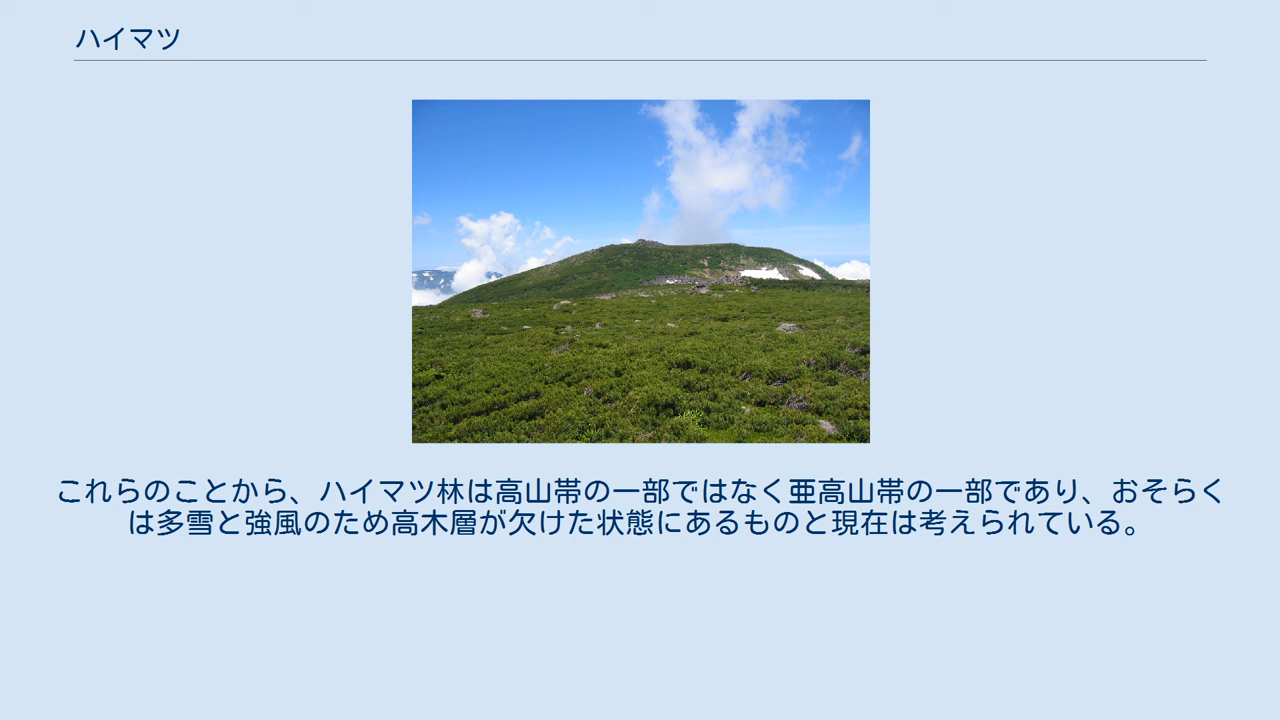 ハイマツ
これらのことから、ハイマツ林は高山帯の一部ではなく亜高山帯の一部であり、おそらく
は多雪と強風のため高木層が欠けた状態にあるものと現在は考えられている。